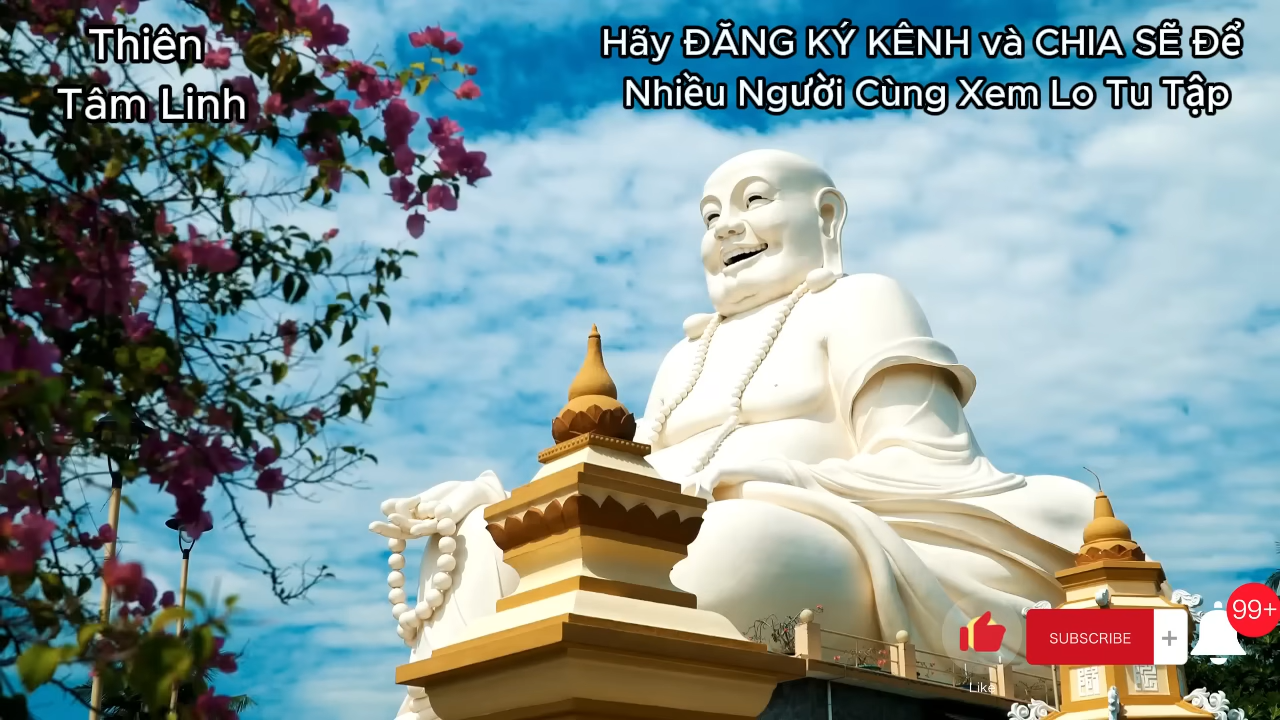 Thiên
Tâm Linh
Hãy ĐĂNG KÝ KÊNH và CHIA SẼ Để
Nhiều Người Cùng Xem Lo Tu Tập
99+
SUBSCRIBE +
Like